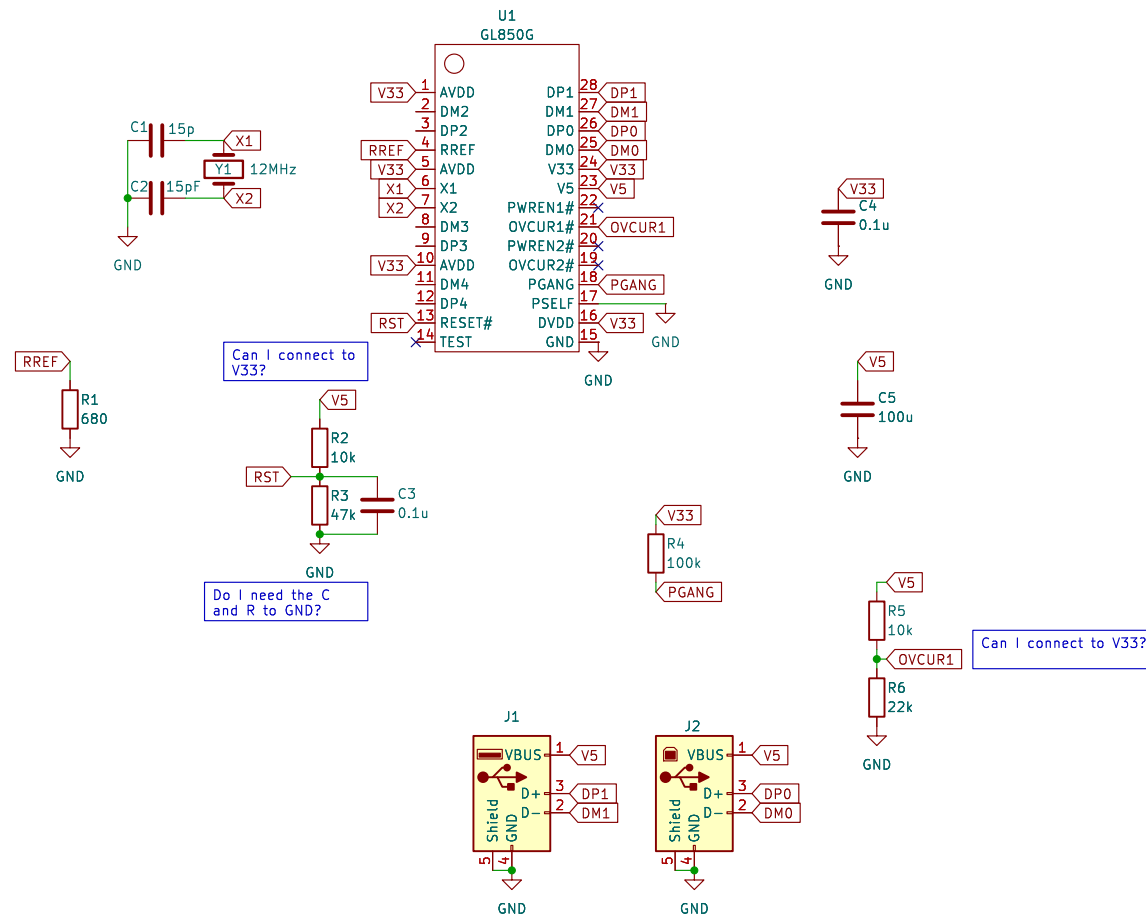 U1
GL850G
V33 1 AVDD DP1 28 DP1
2 DM2 DM1 27 DM1
3 DP2 DP0 26 DP0
RREF 4 RREF DM0 25 DM0
V33 5 AVDD V33 24 V33
X1 6 X1 V5 23 V5
X2 7 X2 PWREN1# 22
8 DM3 OVCUR1# 21 OVCUR1
9 DP3 PWREN2# 20
V33 10 AVDD OVCUR2# 19
11 DM4 PGANG 18 PGANG
12 DP4 PSELF 17
RST 13 RESET# DVDD 16 V33
14 TEST GND 15
GND
GND
C1 15p
X1
Y1 12MHz
C2 15pF
X2
GND
V33
C4
0.1u
GND
RREF
R1
680
GND
Can I connect to
V33?
V5
R2
10k
RST
R3
47k
C3
0.1u
GND
Do I need the C
and R to GND?
V5
C5
100u
GND
V33
R4
100k
PGANG
V5
R5
10k
OVCUR1
R6
22k
GND
Can I connect to V33?
J1
VBUS 1 V5
D+ 3 DP1
D- 2 DM1
Shield
GND
5
4
GND
J2
VBUS 1 V5
D+ 3 DP0
D- 2 DM0
Shield
GND
5
4
GND